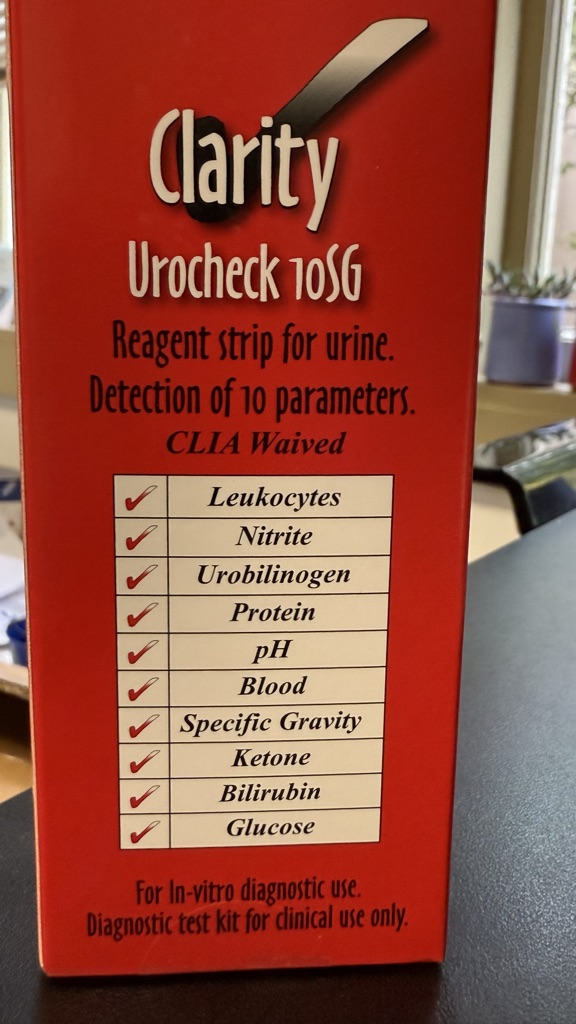 Clarity
Urocheck 10SG
Reagent strip for urine.
Detection of 10 parameters.
CLIA Waived
Leukocytes
Nitrite
Urobilinogen
Protein
pH
Blood
Specific Gravity
Ketone
Bilirubin
Glucose
For In-vitro diagnostic use.
Diagnostic test kit for clinical use only.